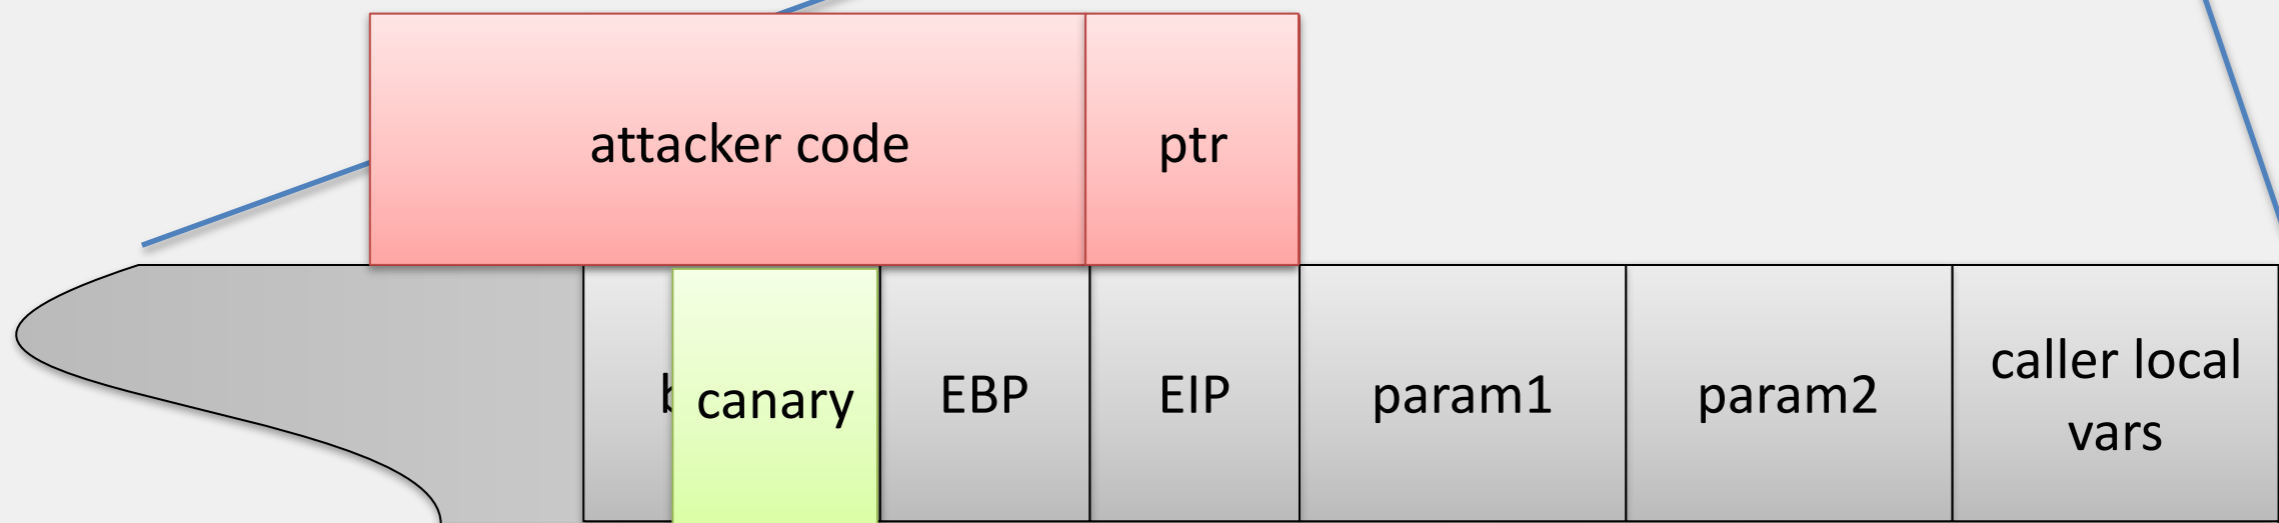 attacker code
ptr
canary
EBP
EIP
param1
param2
caller local
vars